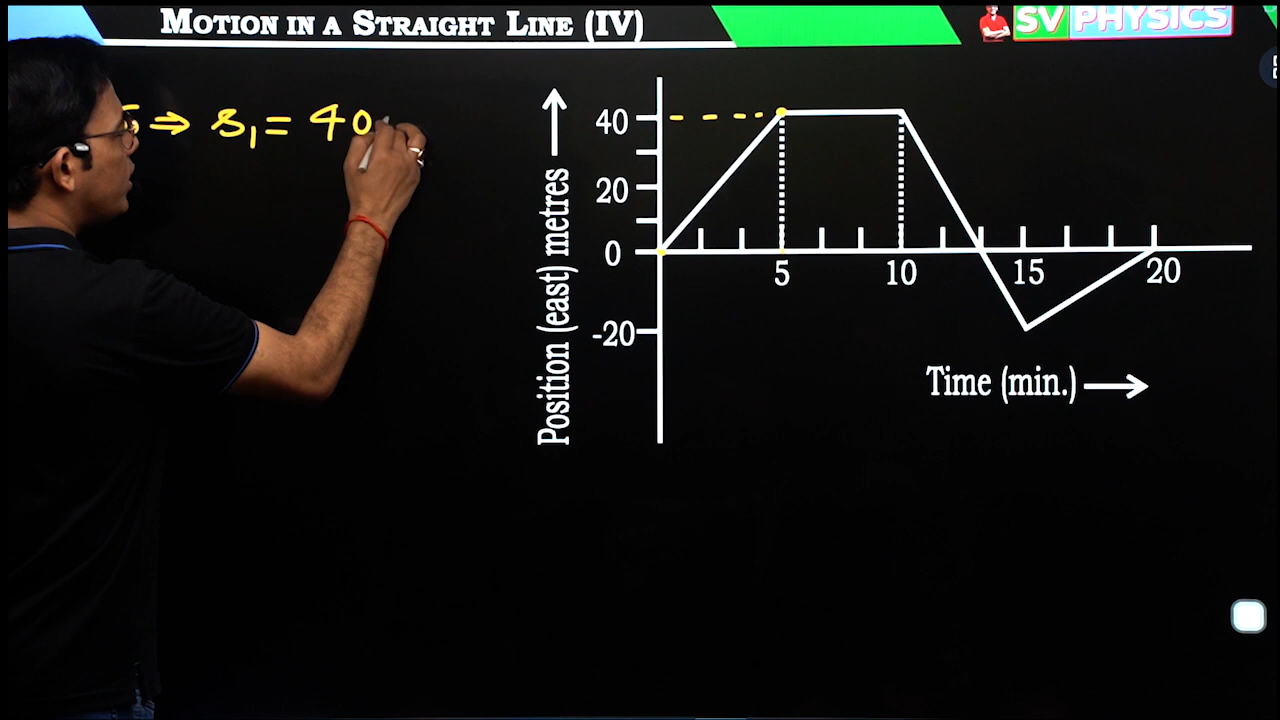 MOTION IN A STRAIGHT LINE (IV)
SV PHYSICS
5 ⇒ s₁ = 40
Position (east) metres
40
20
0
-20
5 10 15 20
Time (min.)